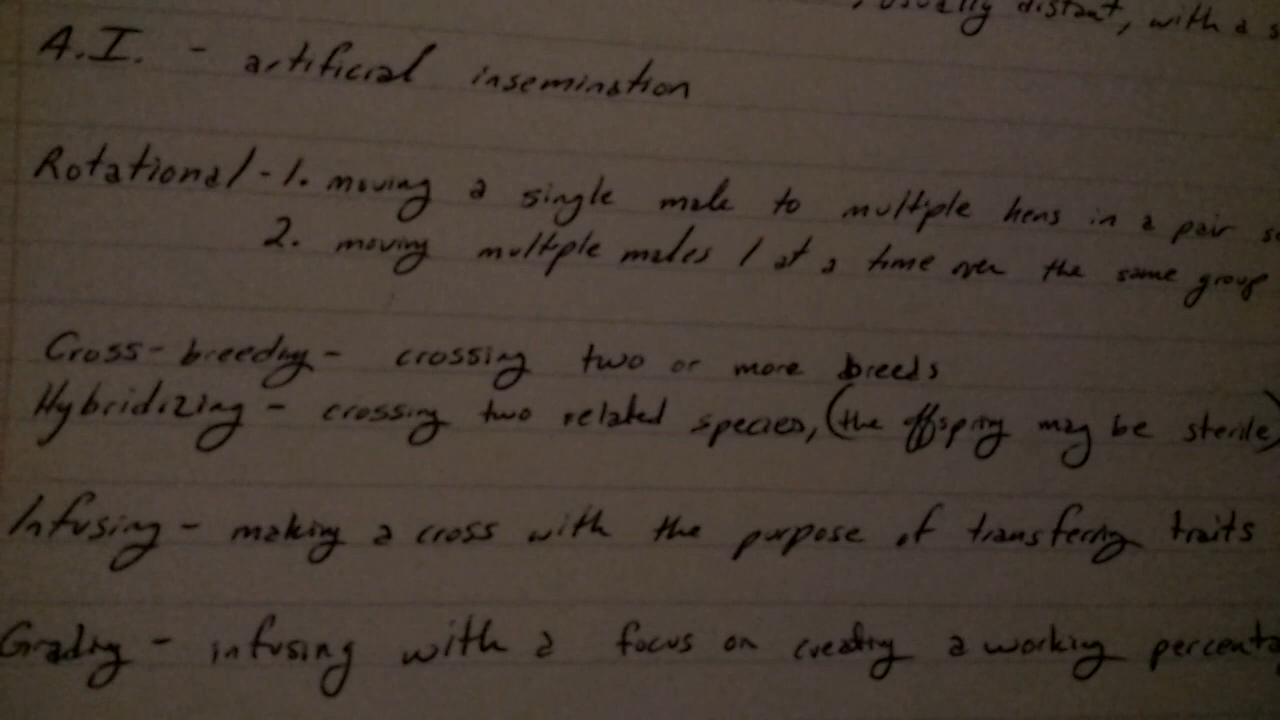 usually distant, with a s
A.I. - artificial insemination
Rotational - 1. moving a single male to multiple hens in a pair
2. moving multiple males 1 at a time over the same group
Cross-breeding - crossing two or more breeds
Hybridizing - crossing two related species, (the offspring may be sterile)
Infusing - making a cross with the purpose of transferring traits
Grading - infusing with a focus on creating a working percenta